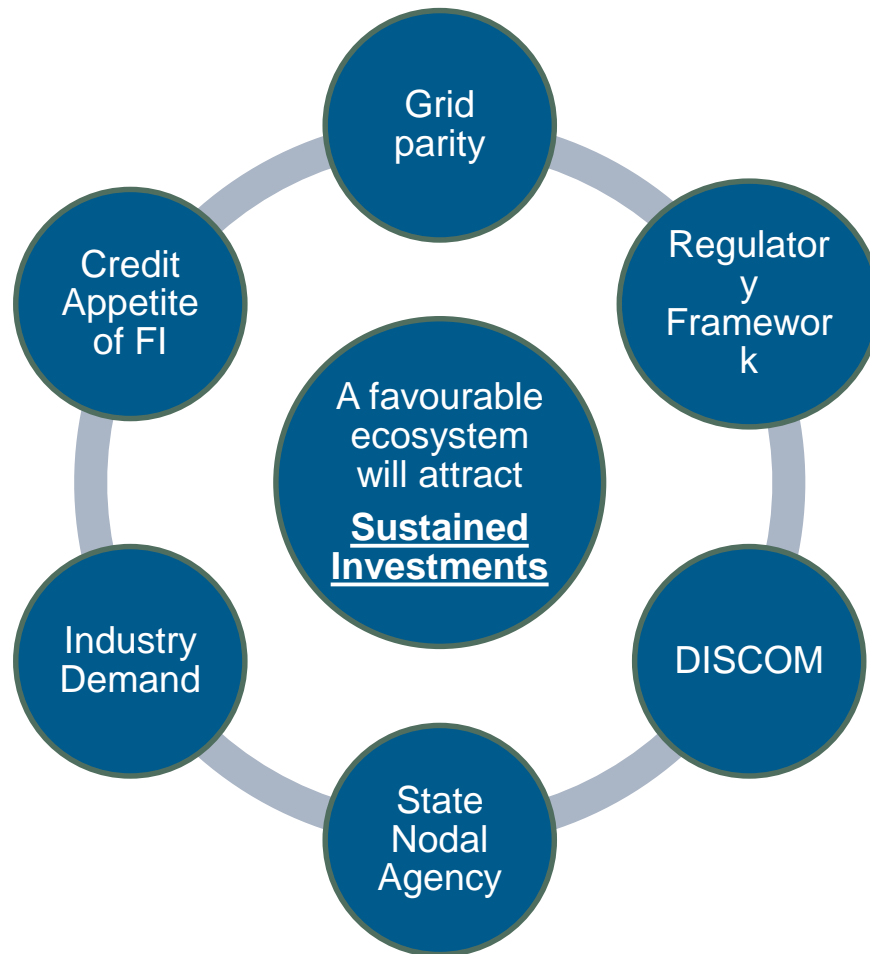 Grid
parity
Regulator
y
Framewor
k
DISCOM
State
Nodal
Agency
Industry
Demand
Credit
Appetite
of FI
A favourable
ecosystem
will attract
Sustained
Investments